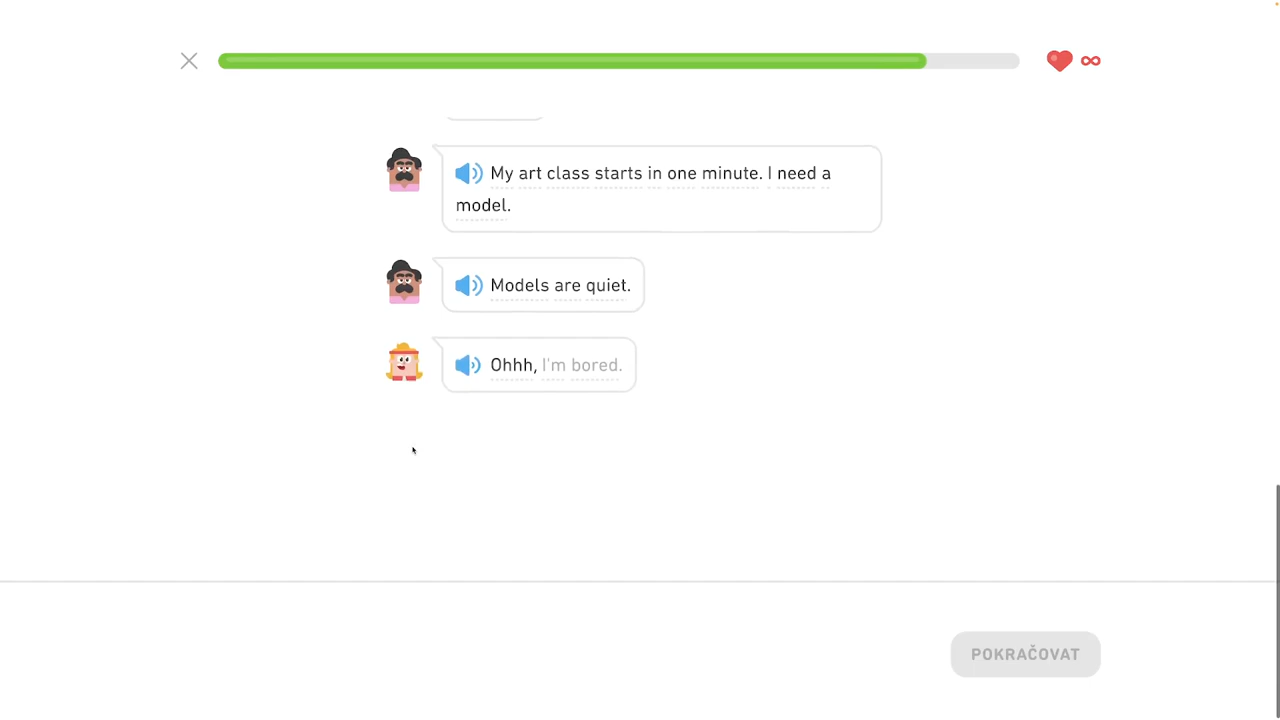 My art class starts in one minute. I need a
model.
Models are quiet.
Ohhh, I'm bored.
POKRAČOVAT